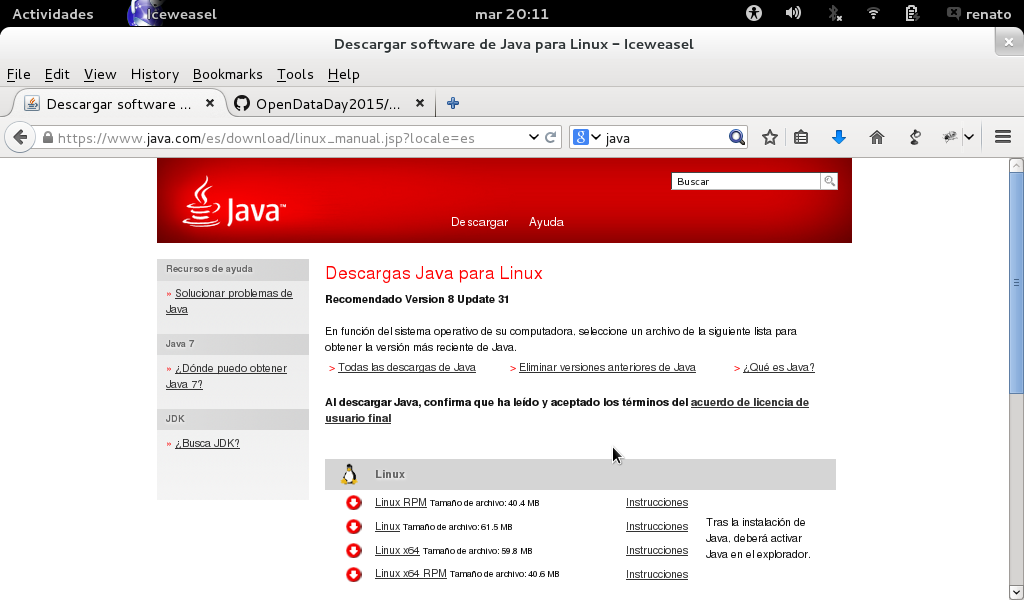 Actividades Iceweasel mar 20:11 renato
Descargar software de Java para Linux - Iceweasel
File Edit View History Bookmarks Tools Help
Descargar software ... OpenDataDay2015/...
https://www.java.com/es/download/linux_manual.jsp?locale=es java
Buscar
Java™
Descargar Ayuda
Recursos de ayuda
» Solucionar problemas de
Java
Java 7
» ¿Dónde puedo obtener
Java 7?
JDK
» ¿Busca JDK?
Descargas Java para Linux
Recomendado Version 8 Update 31
En función del sistema operativo de su computadora, seleccione un archivo de la siguiente lista para
obtener la versión más reciente de Java.
> Todas las descargas de Java > Eliminar versiones anteriores de Java > ¿Qué es Java?
Al descargar Java, confirma que ha leído y aceptado los términos del acuerdo de licencia de
usuario final
Linux
Linux RPM Tamaño de archivo: 40.4 MB Instrucciones
Linux Tamaño de archivo: 61.5 MB Instrucciones
Linux x64 Tamaño de archivo: 59.8 MB Instrucciones
Linux x64 RPM Tamaño de archivo: 40.6 MB Instrucciones
Tras la instalación de
Java, deberá activar
Java en el explorador.